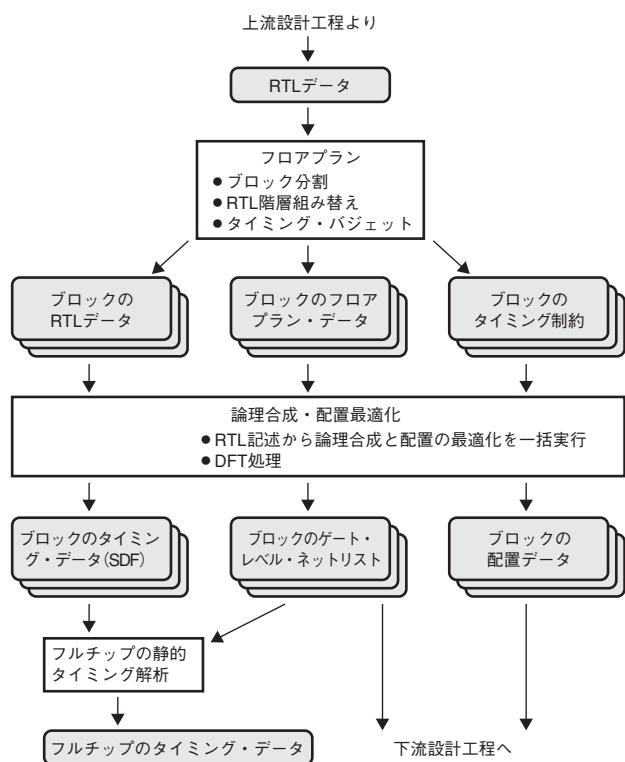 上流設計工程より
RTLデータ
フロアプラン
●ブロック分割
●RTL階層組み替え
●タイミング・バジェット
ブロックの
RTLデータ
ブロックのフロア
プラン・データ
ブロックの
タイミング制約
論理合成・配置最適化
●RTL記述から論理合成と配置の最適化を一括実行
●DFT処理
ブロックのタイミン
グ・データ(SDF)
ブロックのゲート・
レベル・ネットリスト
ブロックの
配置データ
フルチップの静的
タイミング解析
フルチップのタイミング・データ
下流設計工程へ